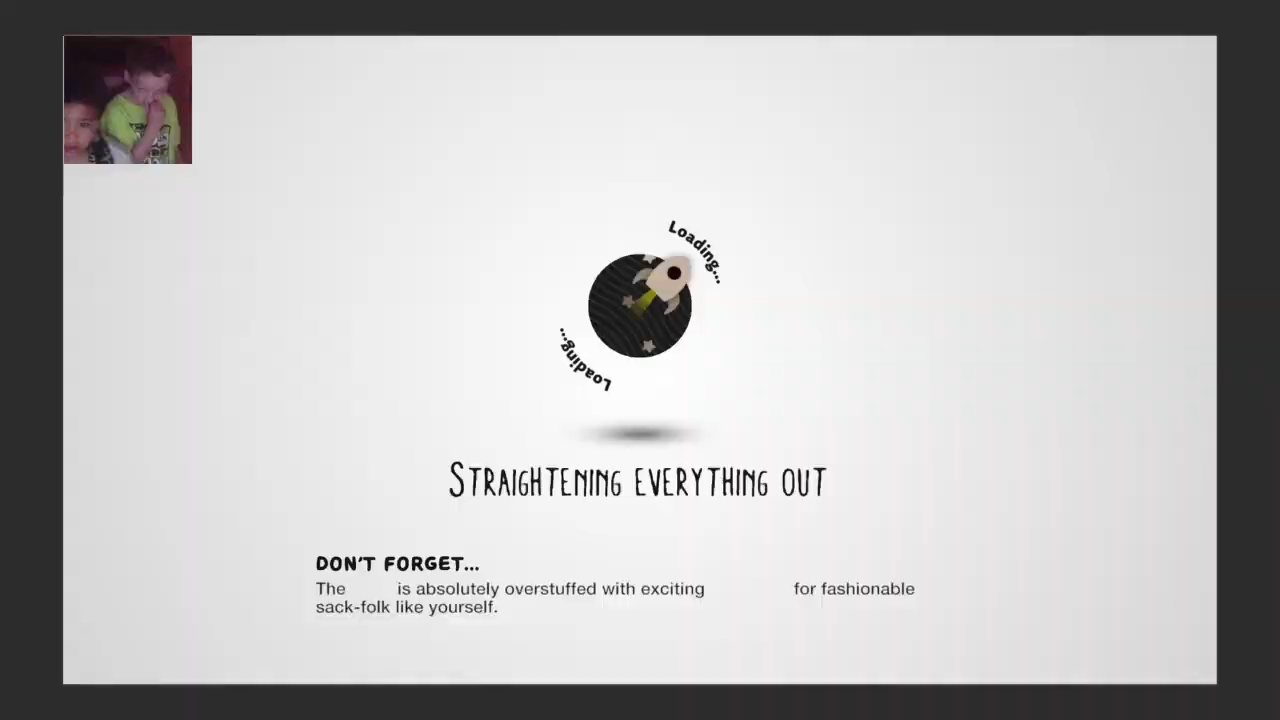 Loading...
Loading...
STRAIGHTENING EVERYTHING OUT
DON'T FORGET...
The is absolutely overstuffed with exciting for fashionable
sack-folk like yourself.